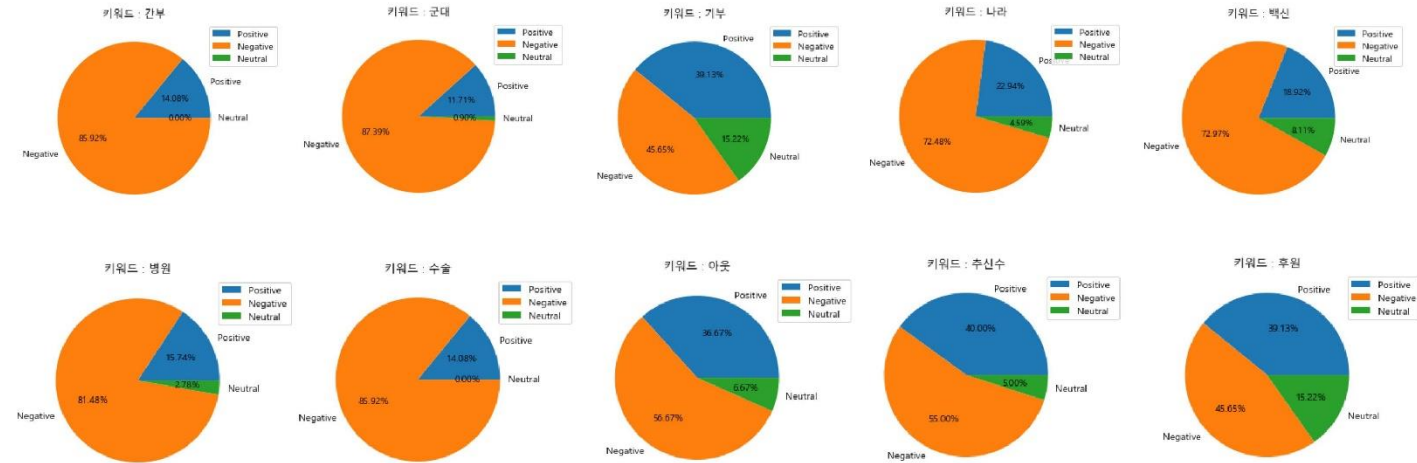 키워드 : 간부
Positive
Negative
Neutral
Positive
14.08%
0.00%
Neutral
85.92%
Negative
키워드 : 군대
Positive
Negative
Neutral
Positive
11.71%
0.90%
Neutral
87.39%
Negative
키워드 : 기부
Positive
Negative
Neutral
Positive
39.13%
15.22%
Neutral
45.65%
Negative
키워드 : 나라
Positive
Negative
Neutral
22.94%
4.59%
Neutral
72.48%
Negative
키워드 : 백신
Positive
Negative
Neutral
Positive
18.92%
8.11%
Neutral
72.97%
Negative
키워드 : 병원
Positive
Negative
Neutral
Positive
15.74%
2.78%
Neutral
81.48%
Negative
키워드 : 수술
Positive
Negative
Neutral
Positive
14.08%
0.00%
Neutral
85.92%
Negative
키워드 : 아웃
Positive
Negative
Neutral
Positive
36.67%
6.67%
Neutral
56.67%
Negative
키워드 : 추신수
Positive
Negative
Neutral
Positive
40.00%
5.00%
Neutral
55.00%
Negative
키워드 : 후원
Positive
Negative
Neutral
Positive
39.13%
15.22%
Neutral
45.65%
Negative